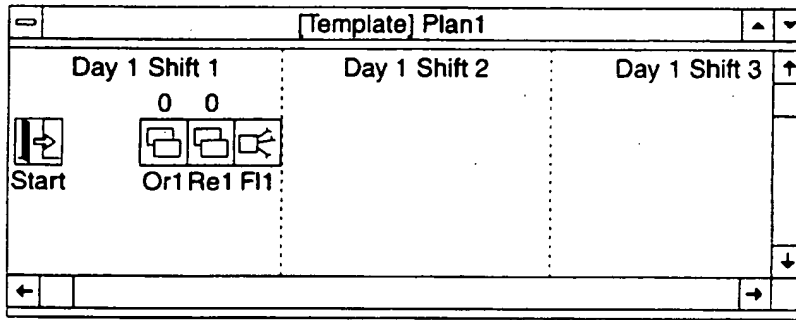 [Template] Plan1
Day 1 Shift 1 Day 1 Shift 2 Day 1 Shift 3
0 0
Start Or1 Re1 Fl1